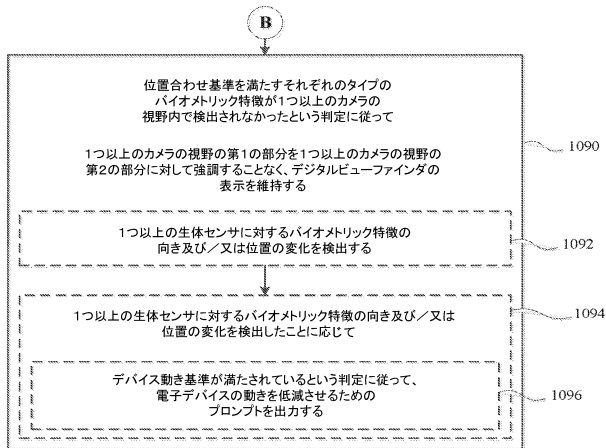 B
位置合わせ基準を満たすそれぞれのタイプの
バイオメトリック特徴が1つ以上のカメラの
視野内で検出されなかったという判定に従って
1つ以上のカメラの視野の第1の部分を1つ以上のカメラの視野の
第2の部分に対して強調することなく、デジタルビューファインダの
表示を維持する
1090
1つ以上の生体センサに対するバイオメトリック特徴の
向き及び/又は位置の変化を検出する
1092
1つ以上の生体センサに対するバイオメトリック特徴の向き及び/又は
位置の変化を検出したことに応じて
1094
デバイス動き基準が満たされているという判定に従って、
電子デバイスの動きを低減させるための
プロンプトを出力する
1096